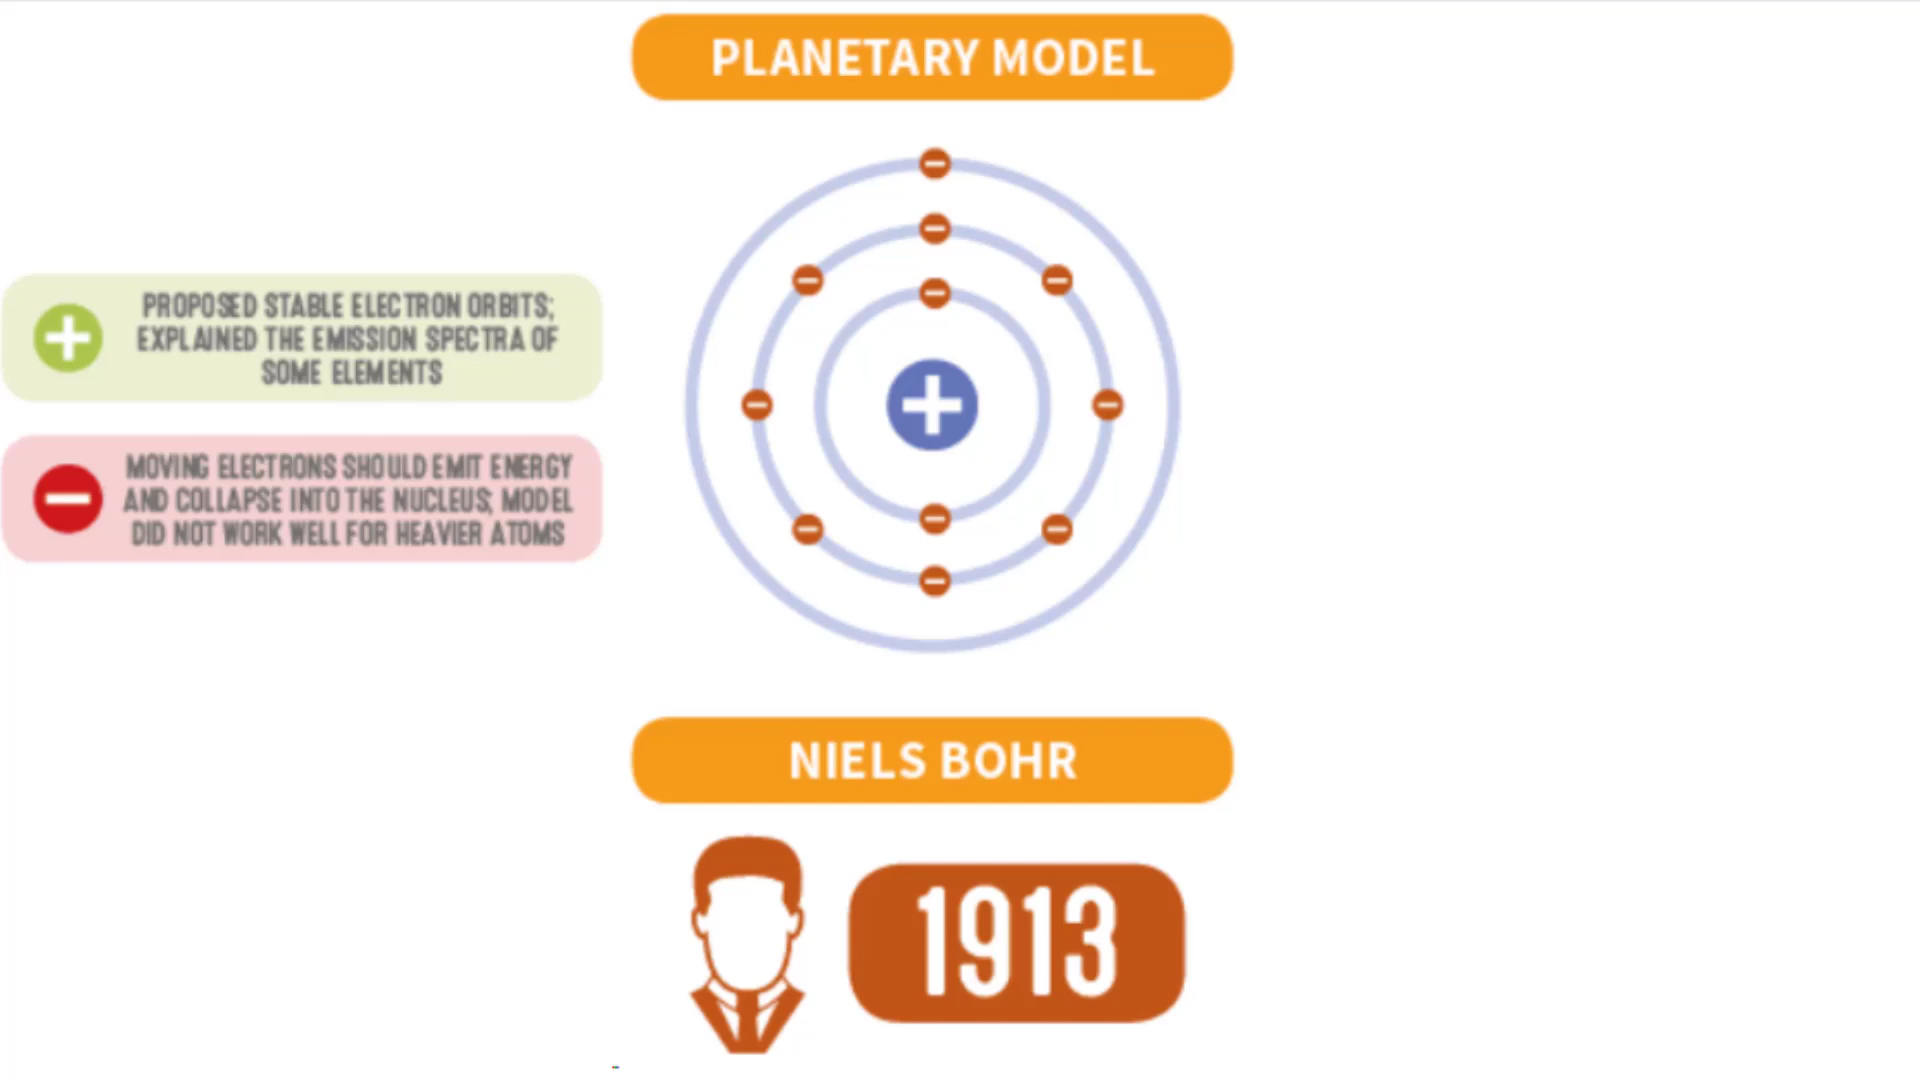 PLANETARY MODEL
PROPOSED STABLE ELECTRON ORBITS;
EXPLAINED THE EMISSION SPECTRA OF
SOME ELEMENTS
MOVING ELECTRONS SHOULD EMIT ENERGY
AND COLLAPSE INTO THE NUCLEUS; MODEL
DID NOT WORK WELL FOR HEAVIER ATOMS
NIELS BOHR
1913